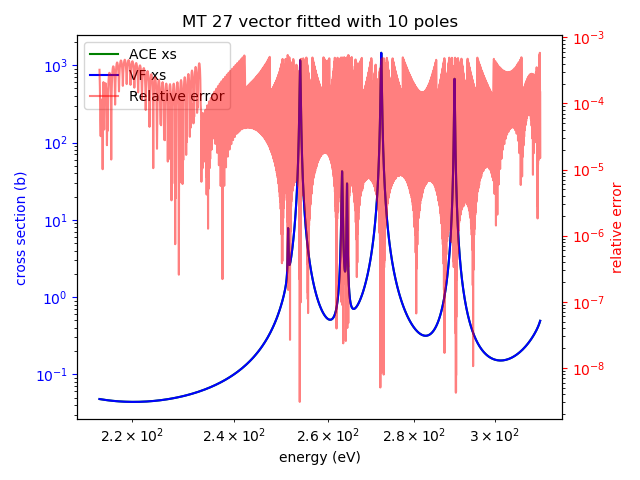 MT 27 vector fitted with 10 poles
ACE xs
VF xs
Relative error
10³
10²
10¹
10⁰
10⁻¹
cross section (b)
10⁻³
10⁻⁴
10⁻⁵
10⁻⁶
10⁻⁷
10⁻⁸
relative error
2.2 × 10² 2.4 × 10² 2.6 × 10² 2.8 × 10² 3 × 10²
energy (eV)